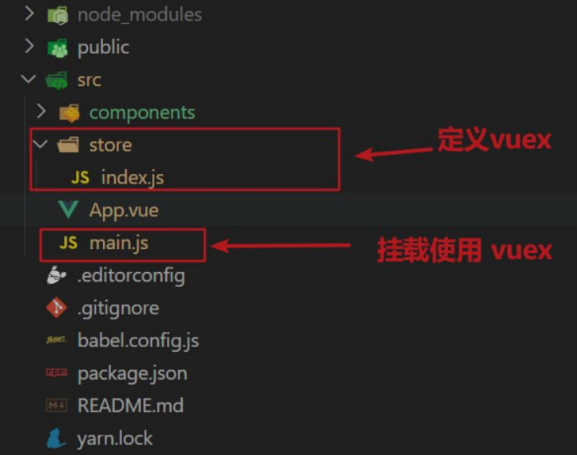 node_modules
public
src
components
store
定义vuex
JS index.js
App.vue
JS main.js
挂载使用 vuex
.editorconfig
.gitignore
babel.config.js
package.json
README.md
yarn.lock